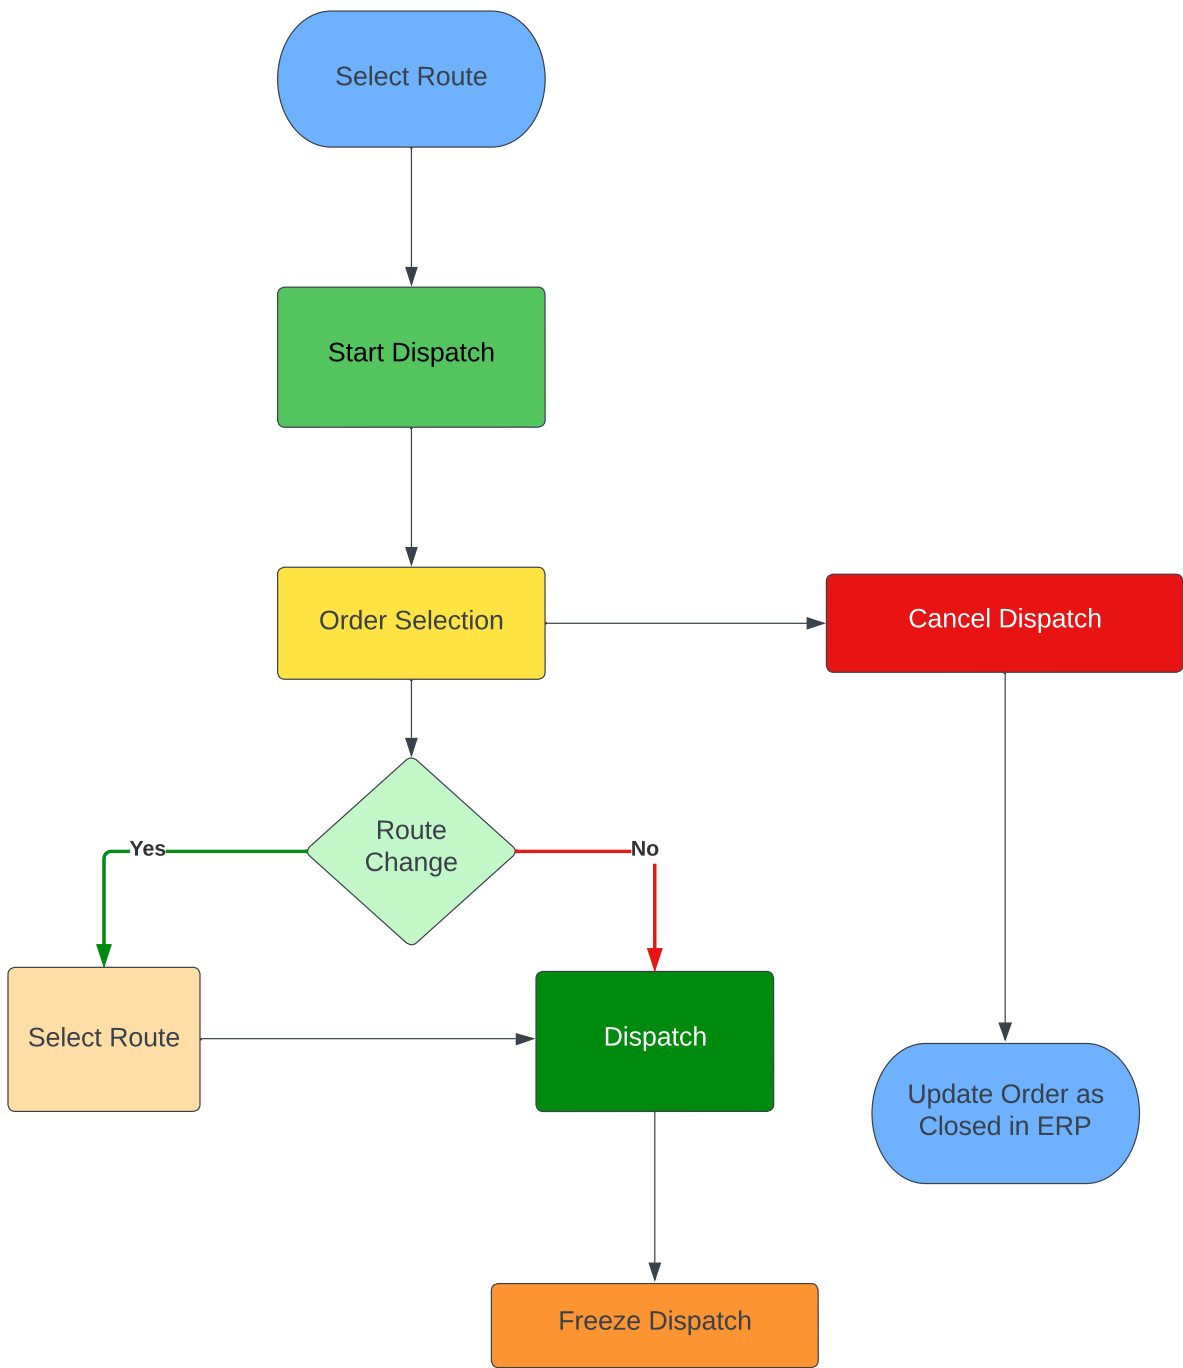 Select Route
Start Dispatch
Order Selection
Cancel Dispatch
Route
Change
Yes
No
Select Route
Dispatch
Update Order as
Closed in ERP
Freeze Dispatch